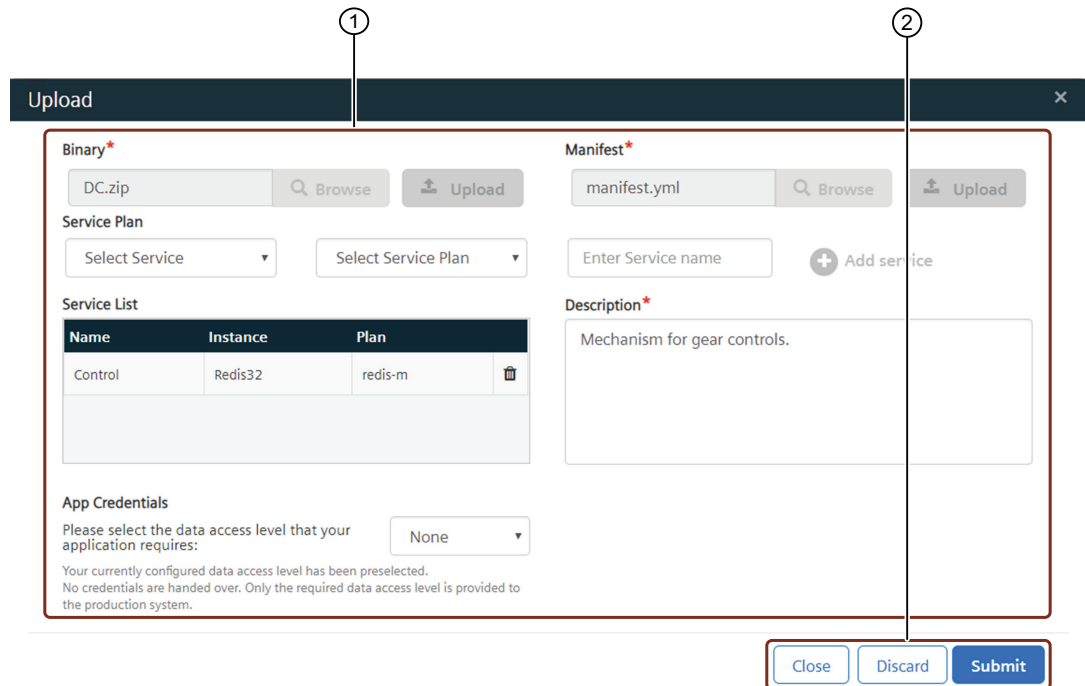 1
2
Upload ×
Binary* Manifest*
DC.zip Browse Upload manifest.yml Browse Upload
Service Plan
Select Service Select Service Plan Enter Service name Add service
Service List Description*
Name Instance Plan Mechanism for gear controls.
Control Redis32 redis-m
App Credentials
Please select the data access level that your
application requires:
None
Your currently configured data access level has been preselected.
No credentials are handed over. Only the required data access level is provided to
the production system.
Close Discard Submit